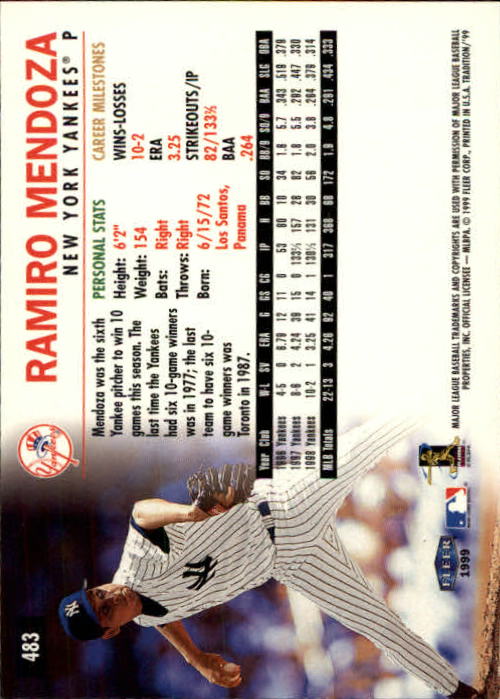 RAMIRO MENDOZA
NEW YORK YANKEES® P
Mendoza was the sixth
Yankee pitcher to win 10
games this season. The
last time the Yankees
had six 10-game winners
was in 1977; the last
team to have six 10-
game winners was
Toronto in 1987.
PERSONAL STATS
Height: 6'2"
Weight: 154
Bats: Right
Throws: Right
Born:
6/15/72
Los Santos,
Panama
CAREER MILESTONES
WINS-LOSSES
10-2
ERA
3.25
STRIKEOUTS/IP
82/133⅔
BAA
.264
Year Club W-L SV ERA G GS CG IP H BB SO BB/9 SO/9 BAA SLG OBA
1996 Yankees 4-5 0 6.79 12 11 0 53 80 10 34 1.8 5.7 .343 .519 .379
1997 Yankees 8-6 2 4.24 39 15 0 133⅔ 157 28 82 1.8 5.5 .292 .447 .330
1998 Yankees 10-2 1 3.25 41 14 1 130⅓ 131 30 56 2.0 3.8 .264 .379 .314
MLB Totals 22-13 3 4.26 92 40 1 317 368 68 172 1.9 4.8 .291 .434 .333
MAJOR LEAGUE BASEBALL TRADEMARKS AND COPYRIGHTS ARE USED WITH PERMISSION OF MAJOR LEAGUE BASEBALL
PROPERTIES, INC. OFFICIAL LICENSEE — MLBPA. © 1999 FLEER CORP., PRINTED IN U.S.A. TRADITION/'99
FLEER
1999
483